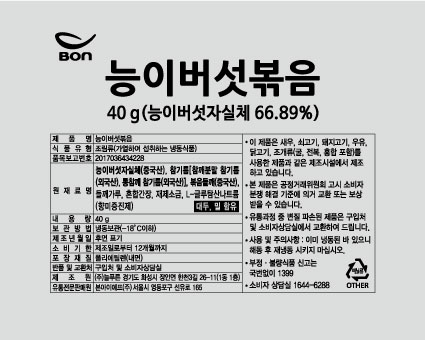 BON
능이버섯볶음
40 g(능이버섯자실체 66.89%)
제 품 명 능이버섯볶음
식 품 유 형 조림류(가열하여 섭취하는 냉동식품)
품목보고번호 2017036434228
원 재 료 명 능이버섯자실체(중국산), 참기름[참깨분말 참기름
(외국산), 통참깨 참기름(외국산)], 볶음들깨(중국산),
들깨가루, 혼합간장, 재제소금, L-글루탐산나트륨
(향미증진제) 대두, 밀 함유
내 용 량 40 g
보 관 방 법 냉동보관(-18℃이하)
제조년월일 후면 표기
소 비 기 한 제조일로부터 12개월까지
포 장 재 질 폴리에틸렌(내면)
반품 및 교환처 구입처 및 소비자상담실
제 조 원 (주)늘푸른 경기도 화성시 장안면 한천3길 26-11(1동 1층)
유통전문판매원 본아이에프(주) 서울시 영등포구 선유로 165
• 이 제품은 새우, 쇠고기, 돼지고기, 우유,
닭고기, 조개류(굴, 전복, 홍합 포함)를
사용한 제품과 같은 제조시설에서 제조
하고 있습니다.
• 본 제품은 공정거래위원회 고시 소비자
분쟁 해결 기준에 의거 교환 또는 보상
받을 수 있습니다.
• 유통과정 중 변질 파손된 제품은 구입처
및 소비자상담실에서 교환하여 드립니다.
• 사용 및 주의사항 : 이미 냉동된 바 있으니
해동 후 재냉동 시키지 마십시오.
• 부정·불량식품 신고는
국번없이 1399
• 소비자 상담실 1644-6288
OTHER